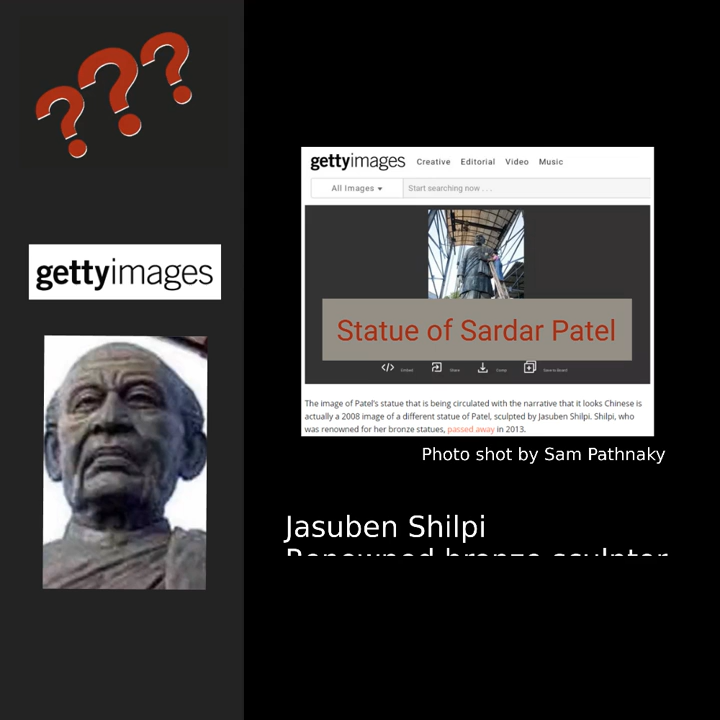 ???
gettyimages
gettyimages Creative Editorial Video Music
All Images Start searching now . . .
Statue of Sardar Patel
</> Embed Share Comp Save to Board
The image of Patel's statue that is being circulated with the narrative that it looks Chinese is
actually a 2008 image of a different statue of Patel, sculpted by Jasuben Shilpi. Shilpi, who
was renowned for her bronze statues, passed away in 2013.
Photo shot by Sam Pathnaky
Jasuben Shilpi
Renowned bronze sculptor